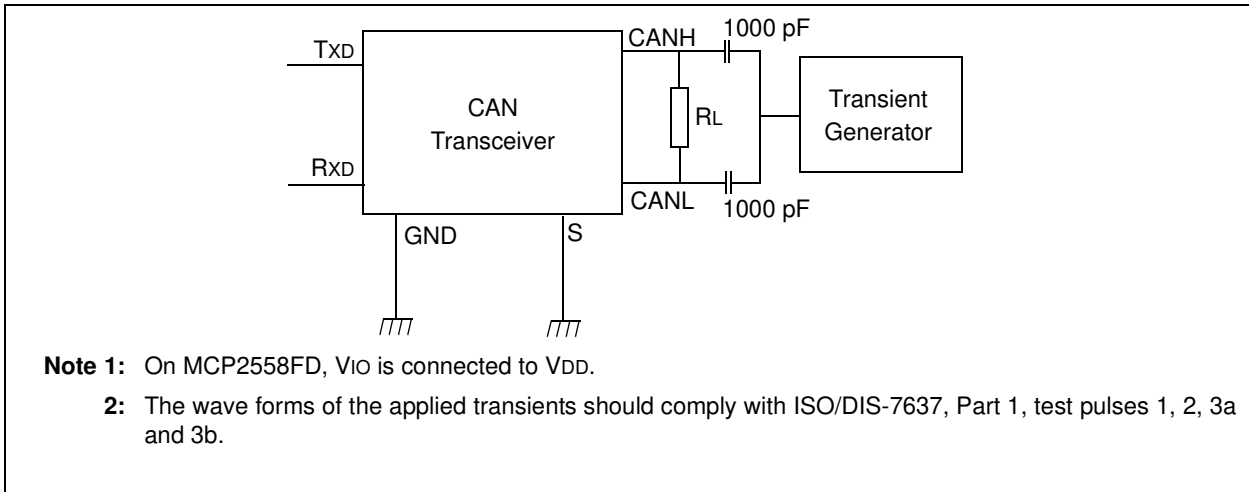 1000 pF
CANH
TXD
CAN
Transceiver
RL
Transient
Generator
RXD
CANL
1000 pF
GND
S
Note 1: On MCP2558FD, VIO is connected to VDD.
2: The wave forms of the applied transients should comply with ISO/DIS-7637, Part 1, test pulses 1, 2, 3a
and 3b.